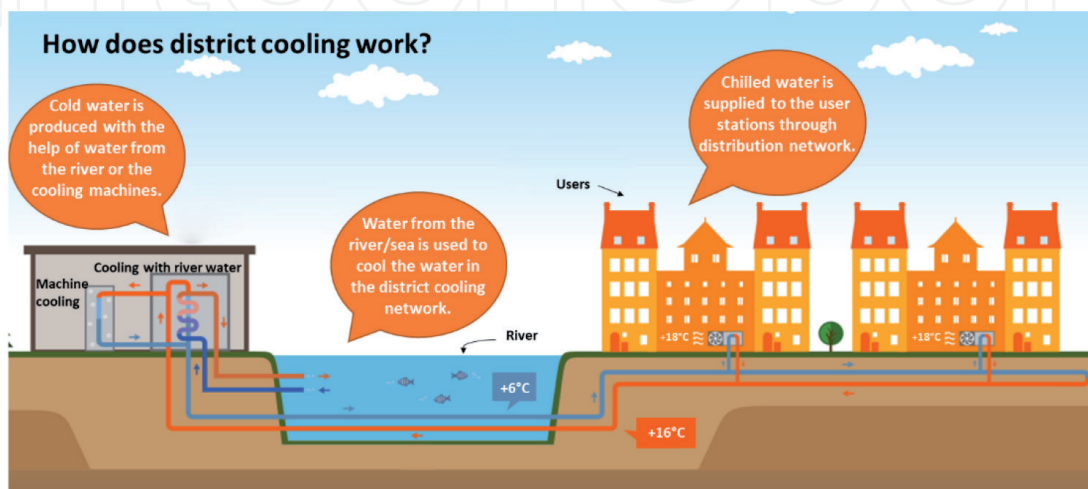 How does district cooling work?
Cold water is
produced with the
help of water from
the river or the
cooling machines.
Chilled water is
supplied to the user
stations through
distribution network.
Users
Water from the
river/sea is used to
cool the water in
the district cooling
network.
Cooling with river water
Machine
cooling
River
+18°C
+18°C
+6°C
+16°C